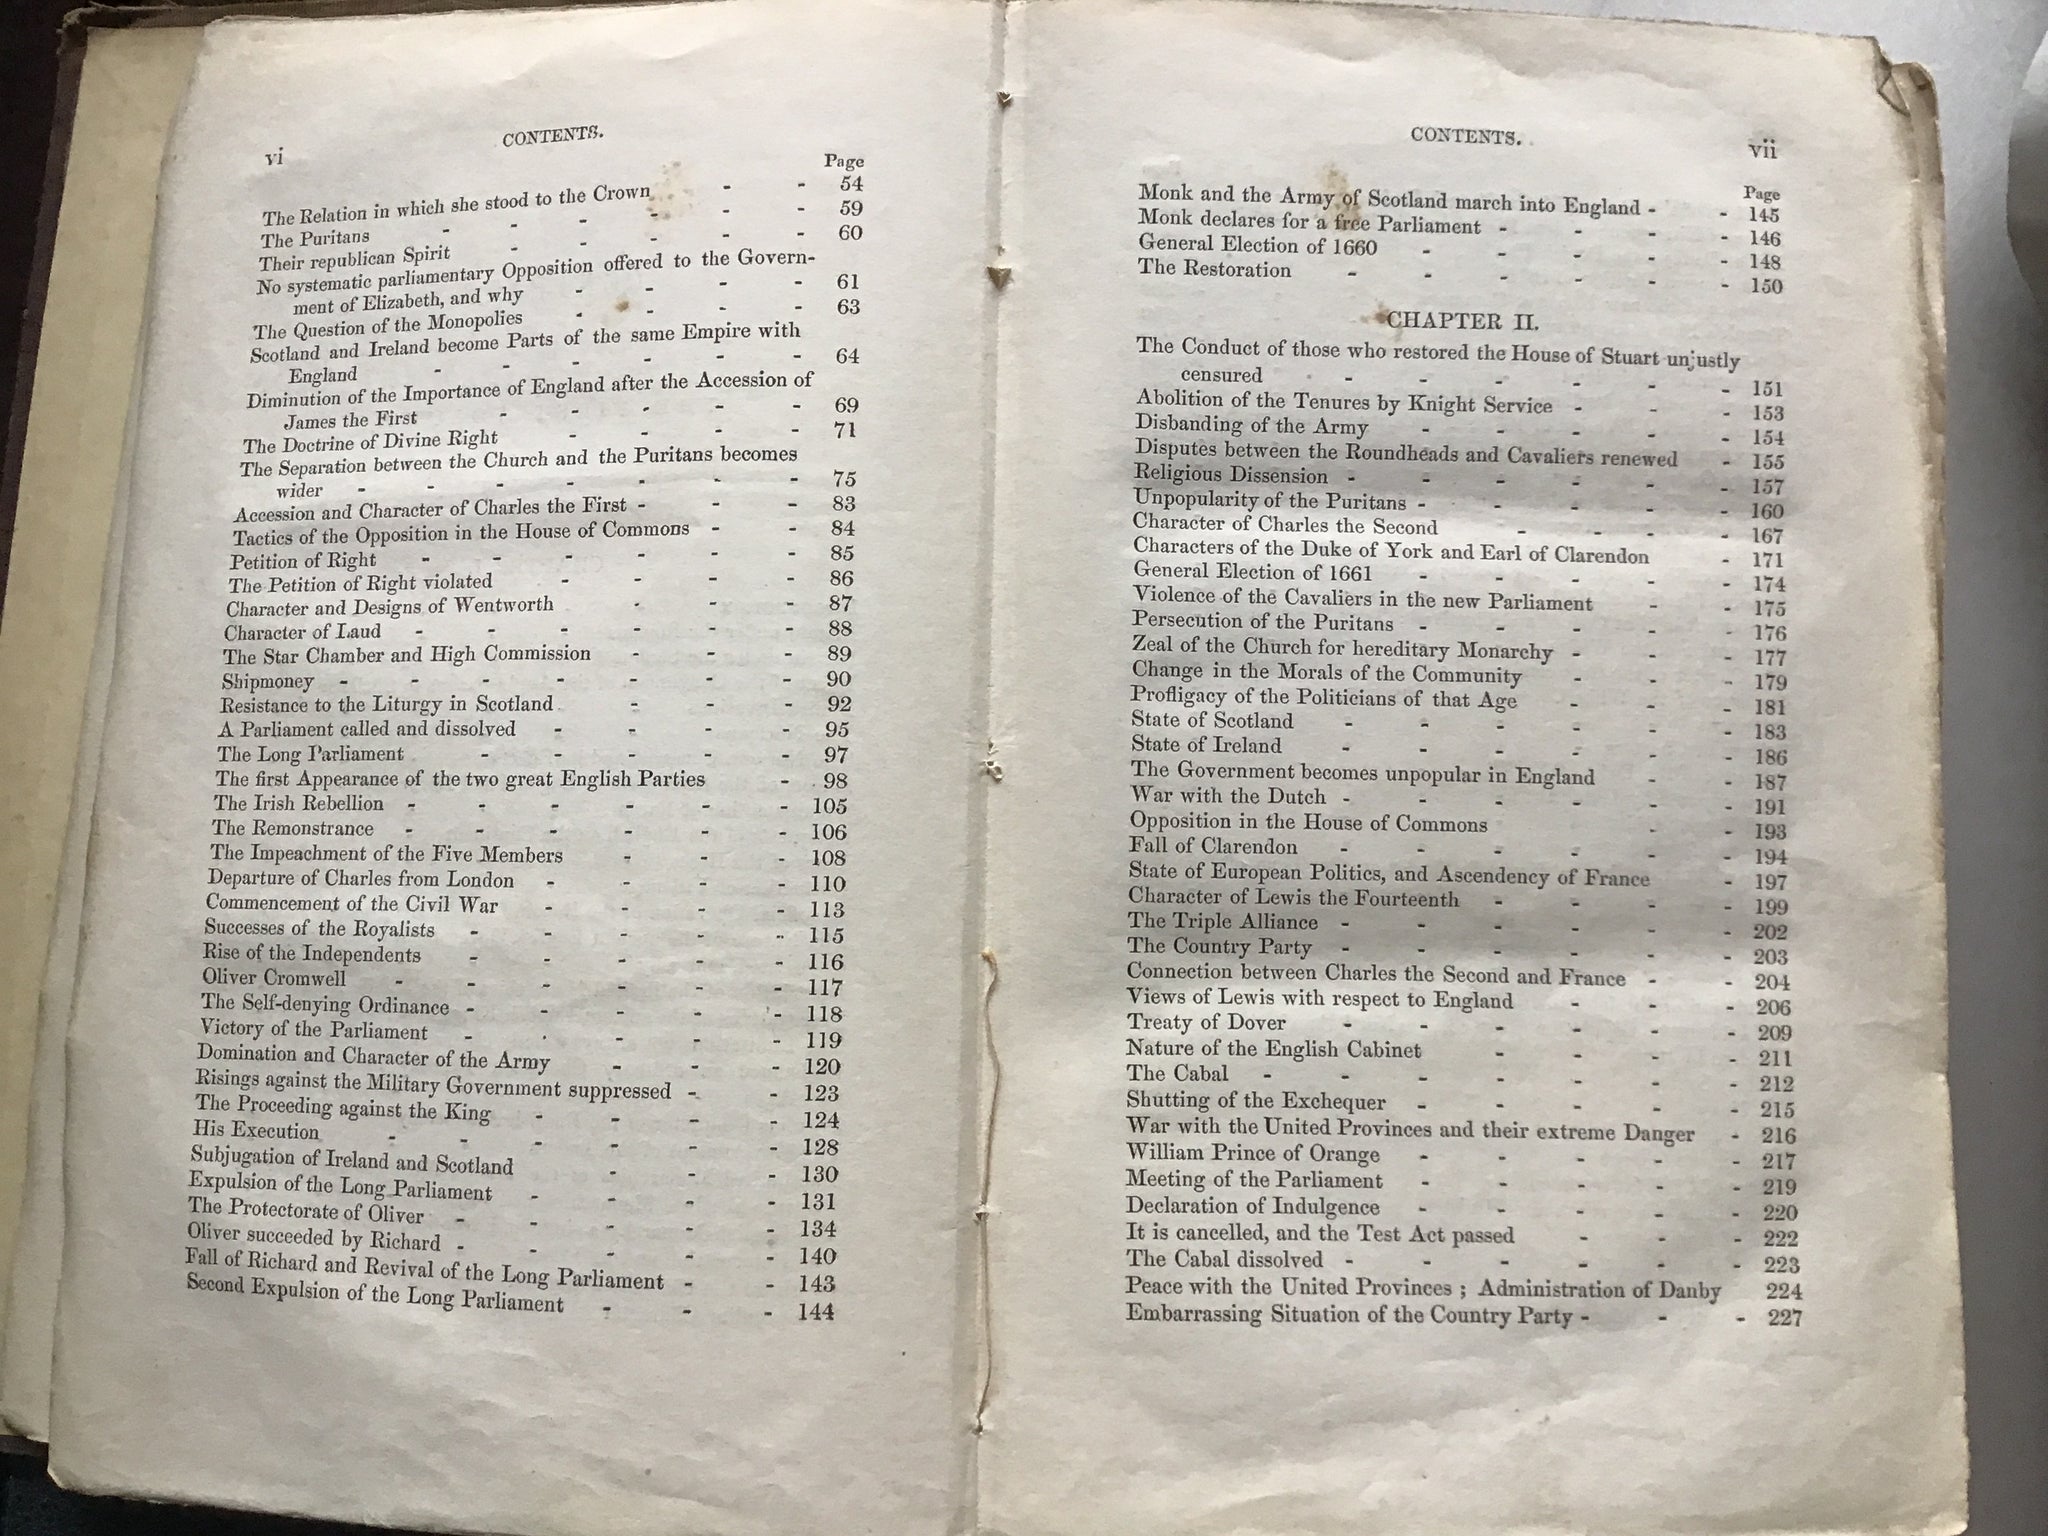 vi
CONTENTS.
Page
The Relation in which she stood to the Crown - - 54
The Puritans - - - - - - 59
Their republican Spirit - - - - - 60
No systematic parliamentary Opposition offered to the Govern-
ment of Elizabeth, and why - - - - 61
The Question of the Monopolies - - - - 63
Scotland and Ireland become Parts of the same Empire with
England - - - - - - 64
Diminution of the Importance of England after the Accession of
James the First - - - - - 69
The Doctrine of Divine Right - - - - 71
The Separation between the Church and the Puritans becomes
wider - - - - - - - 75
Accession and Character of Charles the First - - - 83
Tactics of the Opposition in the House of Commons - - 84
Petition of Right - - - - - - 85
The Petition of Right violated - - - - 86
Character and Designs of Wentworth - - - 87
Character of Laud - - - - - - 88
The Star Chamber and High Commission - - - 89
Shipmoney - - - - - - - 90
Resistance to the Liturgy in Scotland - - - 92
A Parliament called and dissolved - - - - 95
The Long Parliament - - - - - 97
The first Appearance of the two great English Parties - 98
The Irish Rebellion - - - - - - 105
The Remonstrance - - - - - - 106
The Impeachment of the Five Members - - - 108
Departure of Charles from London - - - - 110
Commencement of the Civil War - - - - 113
Successes of the Royalists - - - - - 115
Rise of the Independents - - - - - 116
Oliver Cromwell - - - - - - 117
The Self-denying Ordinance - - - - - 118
Victory of the Parliament - - - - - 119
Domination and Character of the Army - - - 120
Risings against the Military Government suppressed - - 123
The Proceeding against the King - - - - 124
His Execution - - - - - - 128
Subjugation of Ireland and Scotland - - - 130
Expulsion of the Long Parliament - - - - 131
The Protectorate of Oliver - - - - - 134
Oliver succeeded by Richard - - - - - 140
Fall of Richard and Revival of the Long Parliament - - 143
Second Expulsion of the Long Parliament - - - 144
CONTENTS.
vii
Page
Monk and the Army of Scotland march into England - - 145
Monk declares for a free Parliament - - - - 146
General Election of 1660 - - - - - 148
The Restoration - - - - - - 150
CHAPTER II.
The Conduct of those who restored the House of Stuart unjustly
censured - - - - - - 151
Abolition of the Tenures by Knight Service - - - 153
Disbanding of the Army - - - - - 154
Disputes between the Roundheads and Cavaliers renewed - 155
Religious Dissension - - - - - - 157
Unpopularity of the Puritans - - - - - 160
Character of Charles the Second - - - - 167
Characters of the Duke of York and Earl of Clarendon - 171
General Election of 1661 - - - - - 174
Violence of the Cavaliers in the new Parliament - - 175
Persecution of the Puritans - - - - - 176
Zeal of the Church for hereditary Monarchy - - - 177
Change in the Morals of the Community - - - 179
Profligacy of the Politicians of that Age - - - 181
State of Scotland - - - - - - 183
State of Ireland - - - - - - 186
The Government becomes unpopular in England - - 187
War with the Dutch - - - - - - 191
Opposition in the House of Commons - - 193
Fall of Clarendon - - - - - - 194
State of European Politics, and Ascendency of France - 197
Character of Lewis the Fourteenth - - - - 199
The Triple Alliance - - - - - - 202
The Country Party - - - - - - 203
Connection between Charles the Second and France - - 204
Views of Lewis with respect to England - - - 206
Treaty of Dover - - - - - - 209
Nature of the English Cabinet - - - - 211
The Cabal - - - - - - - 212
Shutting of the Exchequer - - - - - 215
War with the United Provinces and their extreme Danger - 216
William Prince of Orange - - - - - 217
Meeting of the Parliament - - - - - 219
Declaration of Indulgence - - - - - 220
It is cancelled, and the Test Act passed - - - 222
The Cabal dissolved - - - - - - 223
Peace with the United Provinces ; Administration of Danby 224
Embarrassing Situation of the Country Party - - - 227